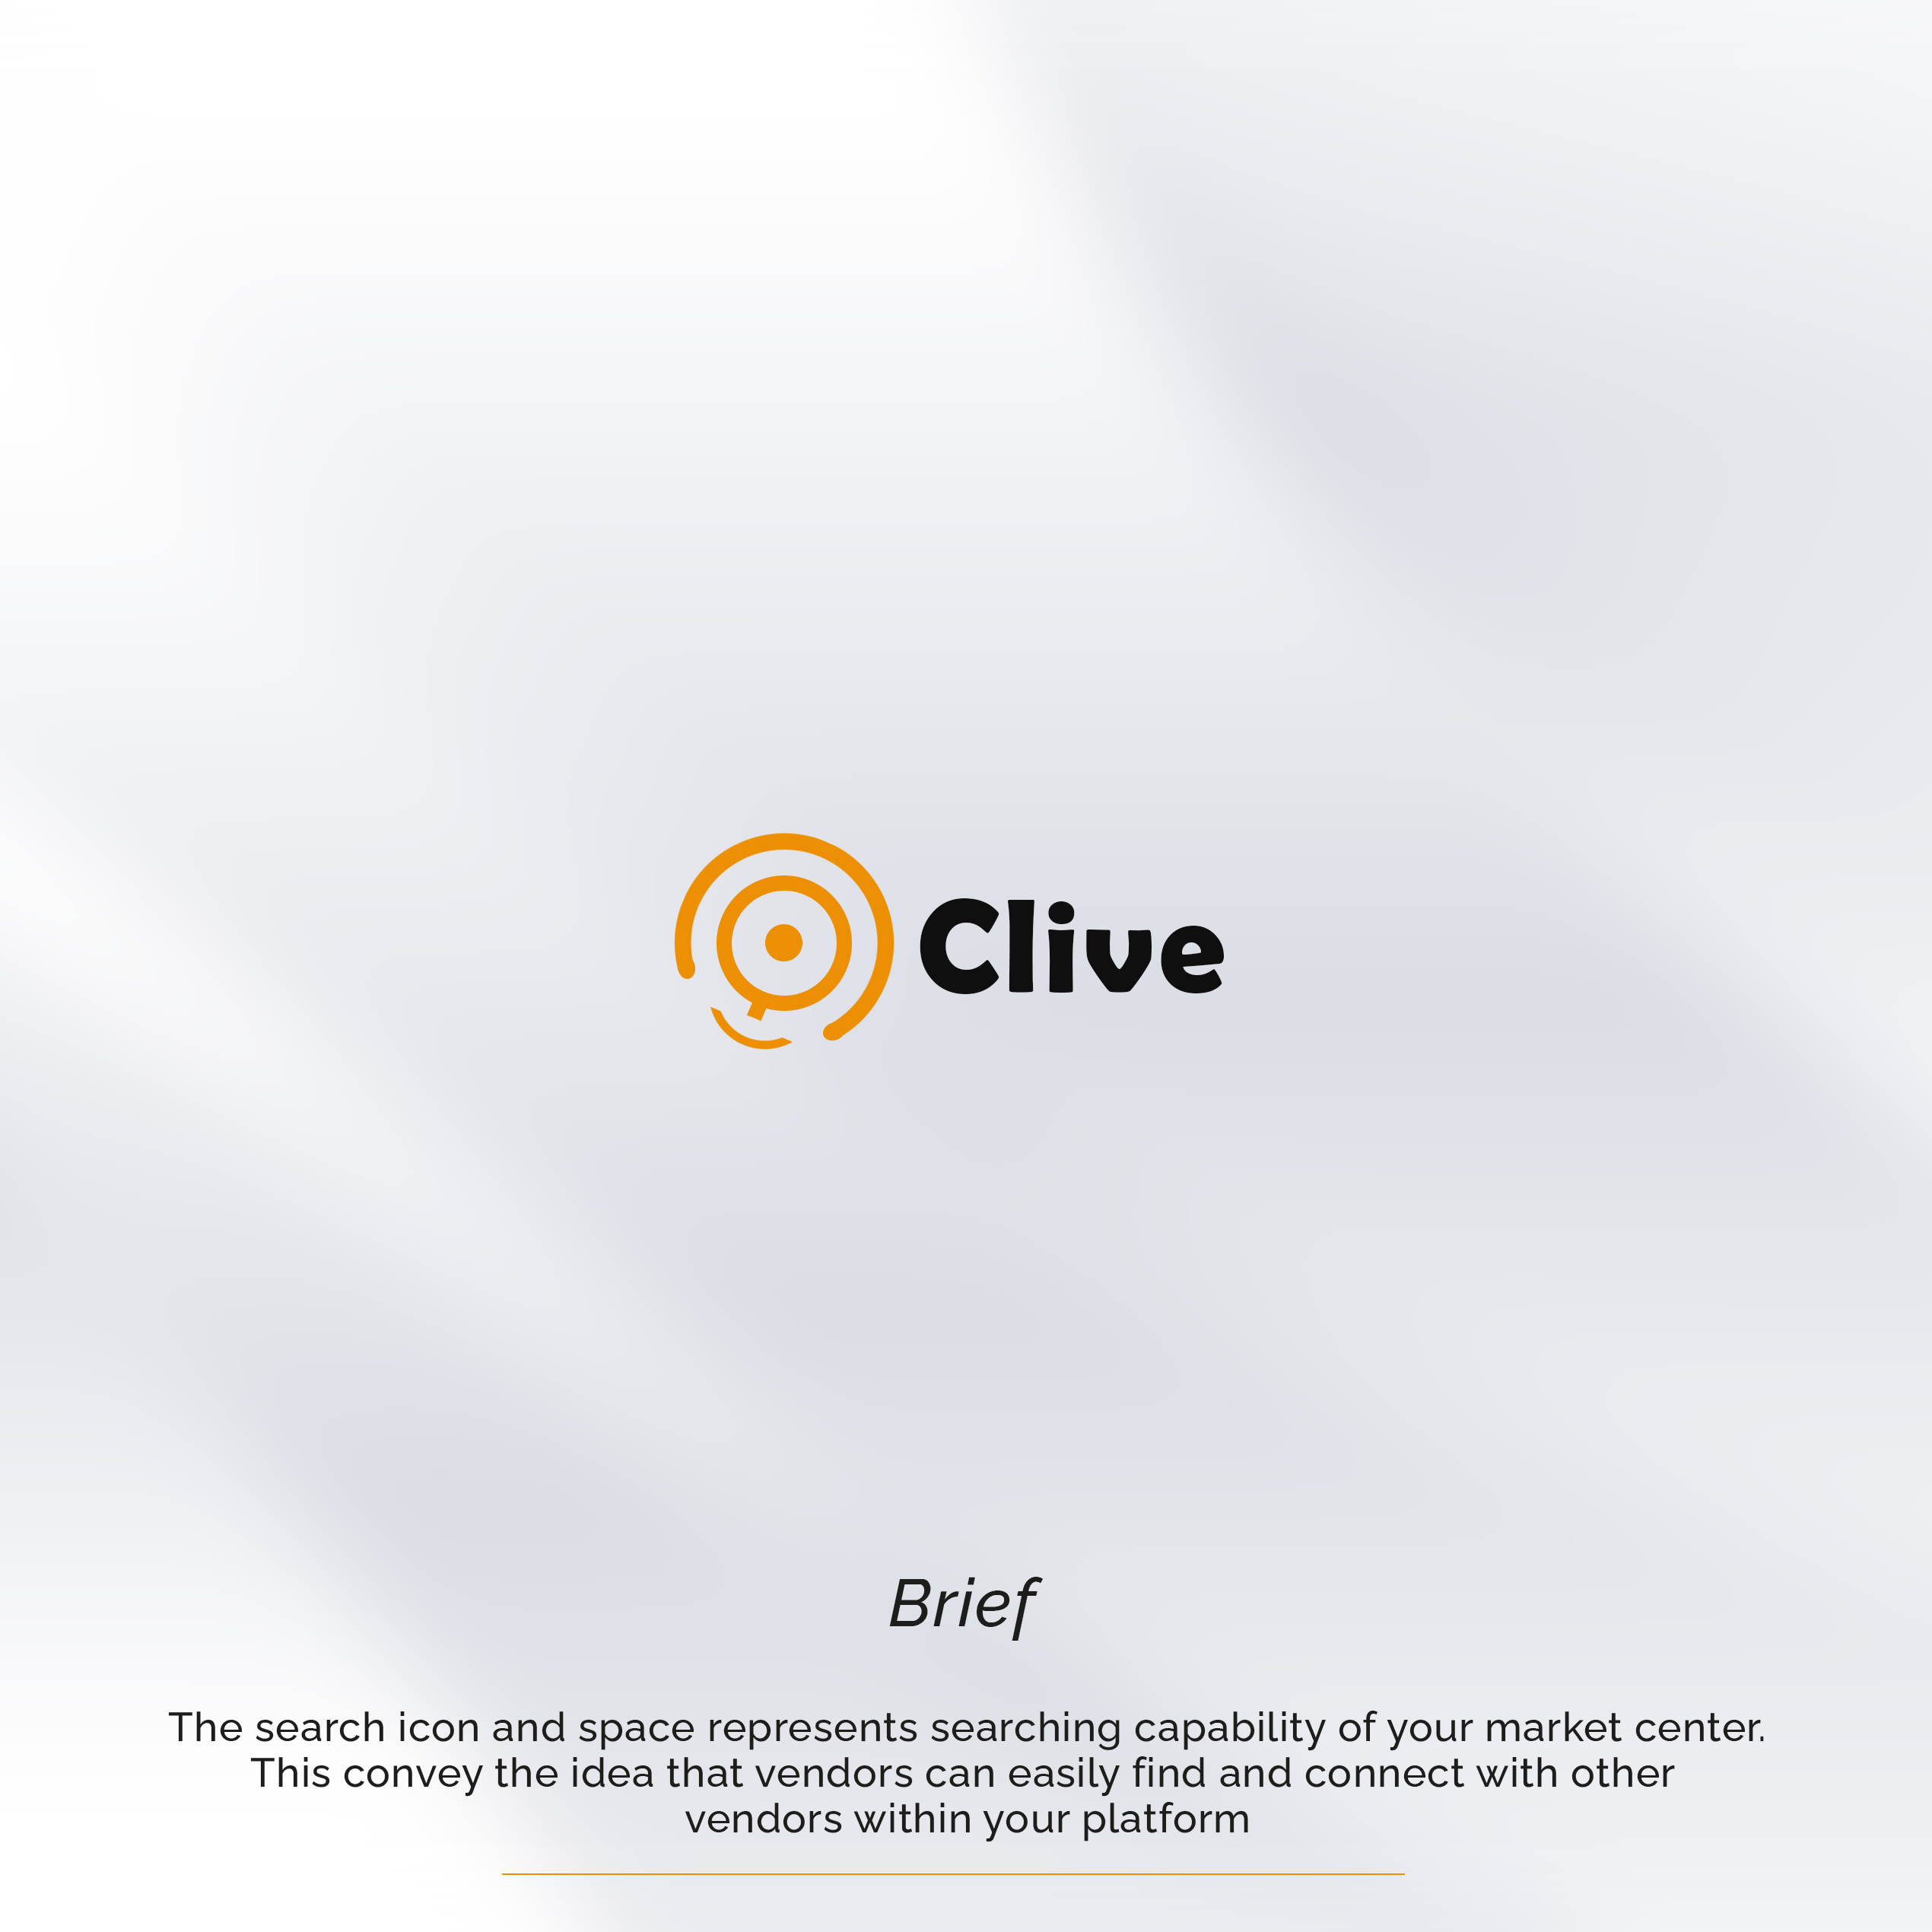 Clive
Brief
The search icon and space represents searching capability of your market center.
This convey the idea that vendors can easily find and connect with other
vendors within your platform